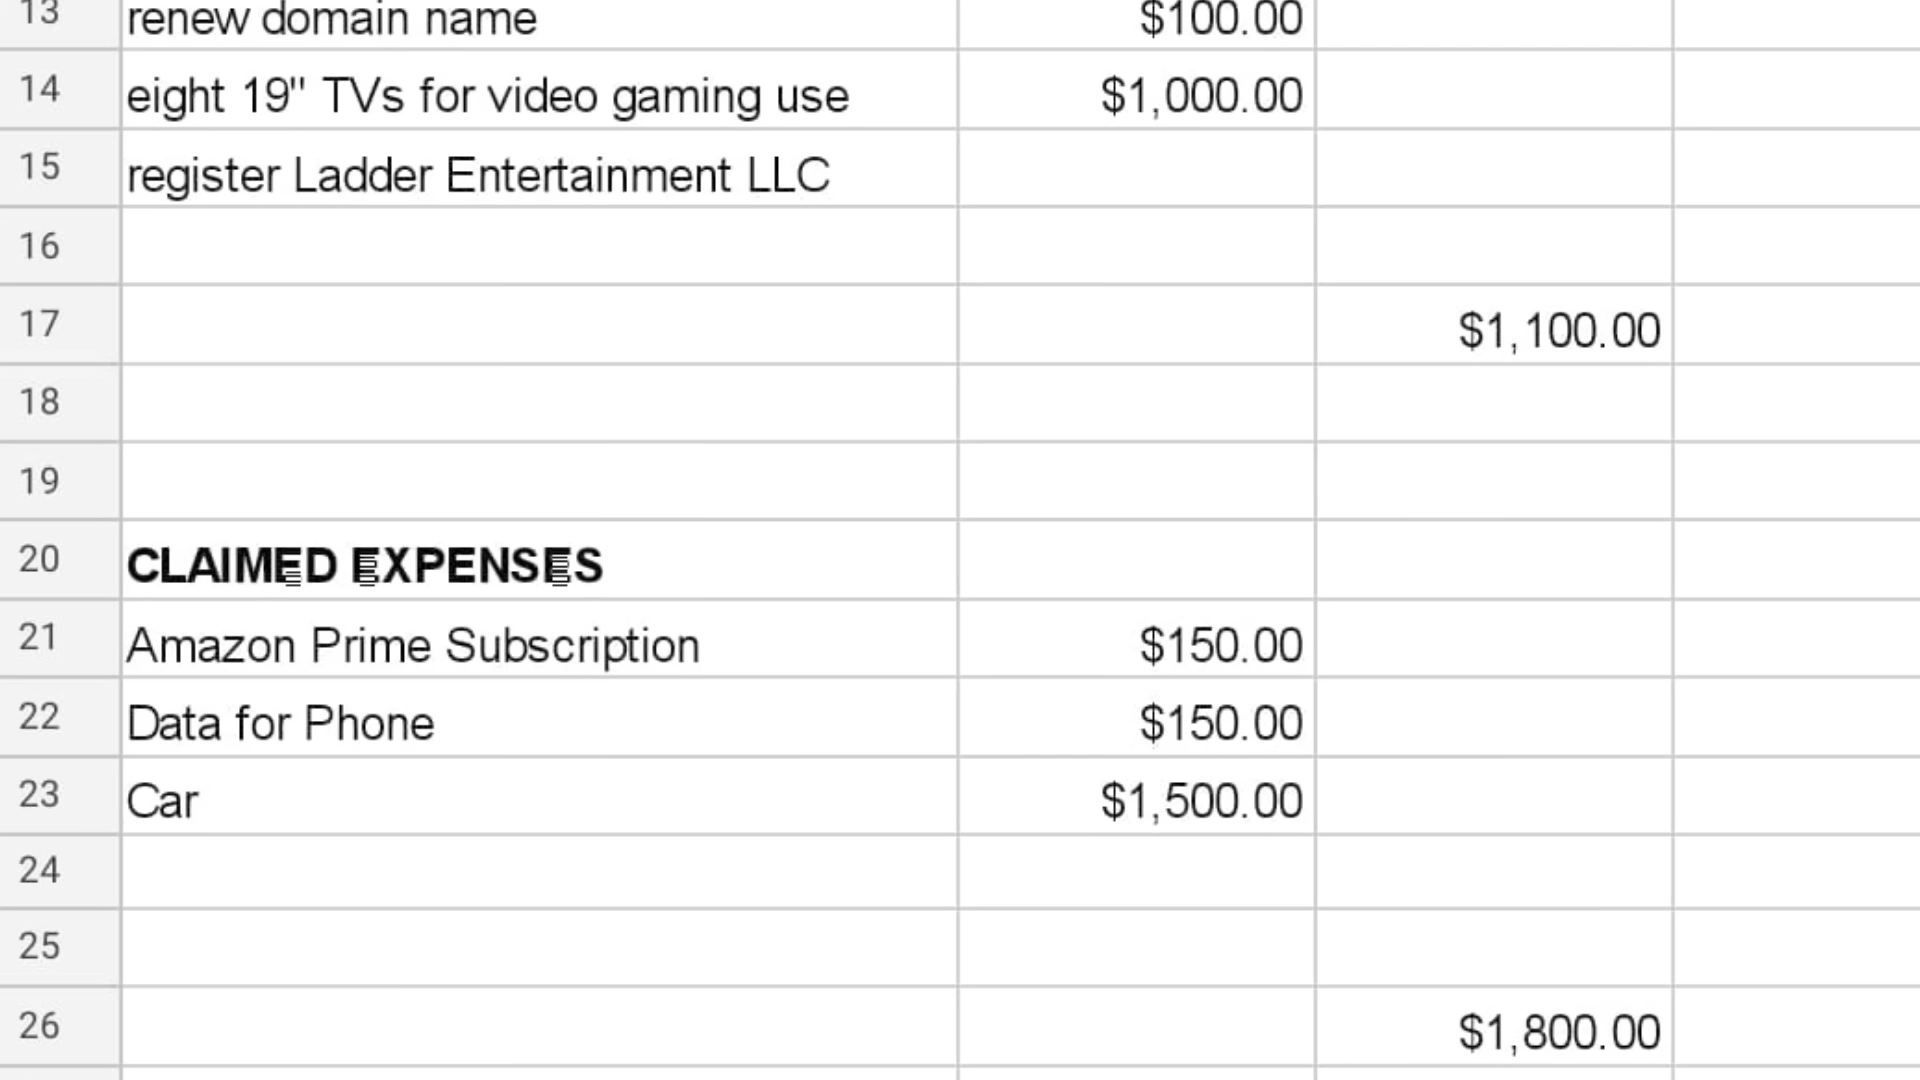 13 renew domain name $100.00
14 eight 19" TVs for video gaming use $1,000.00
15 register Ladder Entertainment LLC
16
17 $1,100.00
18
19
20 CLAIMED EXPENSES
21 Amazon Prime Subscription $150.00
22 Data for Phone $150.00
23 Car $1,500.00
24
25
26 $1,800.00